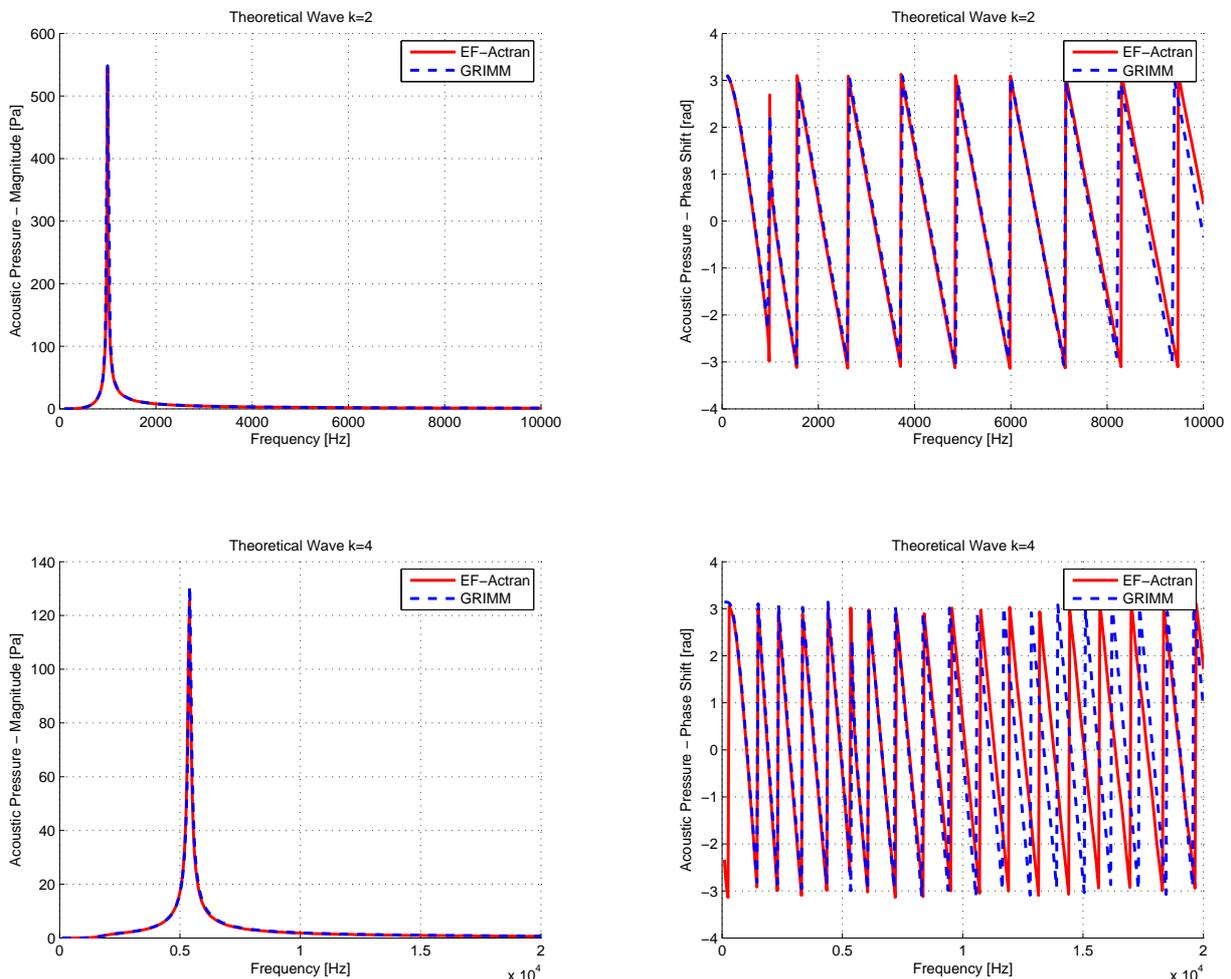 Theoretical Wave k=2
600
500
400
300
200
100
0
Acoustic Pressure − Magnitude [Pa]
EF−Actran
GRIMM
0 2000 4000 6000 8000 10000
Frequency [Hz]
Theoretical Wave k=2
4
3
2
1
0
−1
−2
−3
−4
Acoustic Pressure − Phase Shift [rad]
EF−Actran
GRIMM
0 2000 4000 6000 8000 10000
Frequency [Hz]
Theoretical Wave k=4
140
120
100
80
60
40
20
0
Acoustic Pressure − Magnitude [Pa]
EF−Actran
GRIMM
0 0.5 1 1.5 2
Frequency [Hz]
x 10⁴
Theoretical Wave k=4
4
3
2
1
0
−1
−2
−3
−4
Acoustic Pressure − Phase Shift [rad]
EF−Actran
GRIMM
0 0.5 1 1.5 2
Frequency [Hz]
x 10⁴